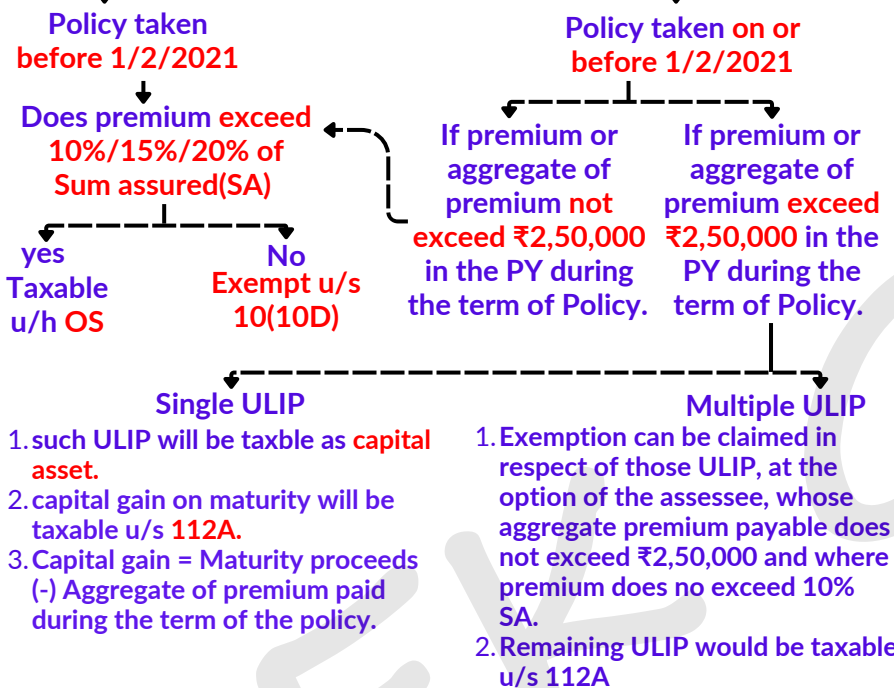 Policy taken
before 1/2/2021
Does premium exceed
10%/15%/20% of
Sum assured(SA)
yes
Taxable
u/h OS
No
Exempt u/s
10(10D)
Policy taken on or
before 1/2/2021
If premium or
aggregate of
premium not
exceed ₹2,50,000
in the PY during
the term of Policy.
If premium or
aggregate of
premium exceed
₹2,50,000 in the
PY during the
term of Policy.
Single ULIP
1. such ULIP will be taxble as capital
asset.
2. capital gain on maturity will be
taxable u/s 112A.
3. Capital gain = Maturity proceeds
(-) Aggregate of premium paid
during the term of the policy.
Multiple ULIP
1. Exemption can be claimed in
respect of those ULIP, at the
option of the assessee, whose
aggregate premium payable does
not exceed ₹2,50,000 and where
premium does no exceed 10%
SA.
2. Remaining ULIP would be taxable
u/s 112A